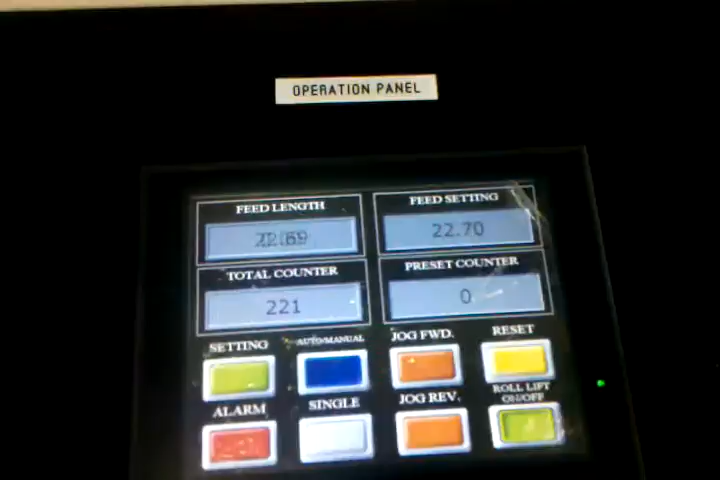 OPERATION PANEL
FEED LENGTH
FEED SETTING
22.70
TOTAL COUNTER
PRESET COUNTER
221
0
SETTING
AUTO/MANUAL
JOG FWD.
RESET
ALARM
SINGLE
JOG REV.
ROLL LIFT
ON/OFF